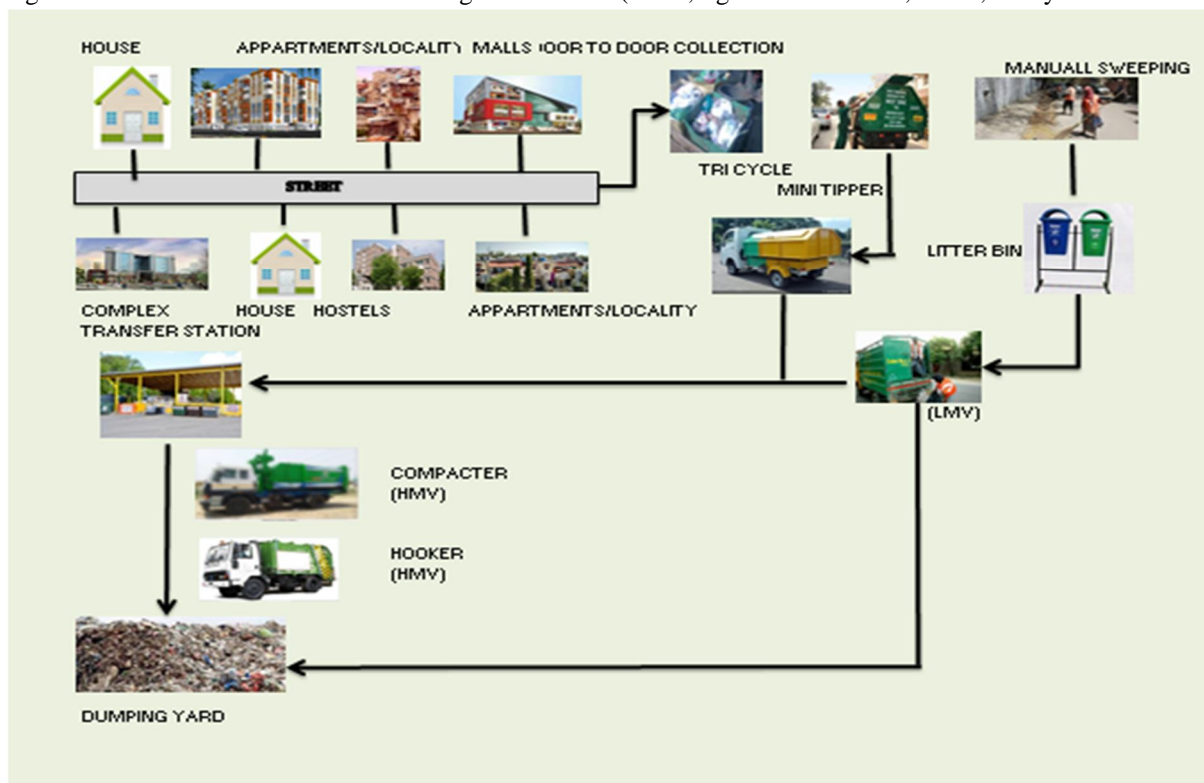 HOUSE
APPARTMENTS/LOCALITY MALLS
TO DOOR COLLECTION
MANUALL SWEEPING
TRI CYCLE
MINI TIPPER
STREET
LITTER BIN
COMPLEX
HOUSE HOSTELS
APPARTMENTS/LOCALITY
TRANSFER STATION
(LMV)
COMPACTER
(HMV)
HOOKER
(HMV)
DUMPING YARD